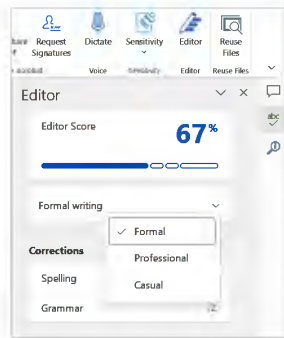 Request Signatures
Dictate
Sensitivity
Editor
Reuse Files
Voice
Editor
Reuse Files
Editor
Editor Score
67%
abc
Formal writing
Formal
Professional
Casual
Corrections
Spelling
Grammar